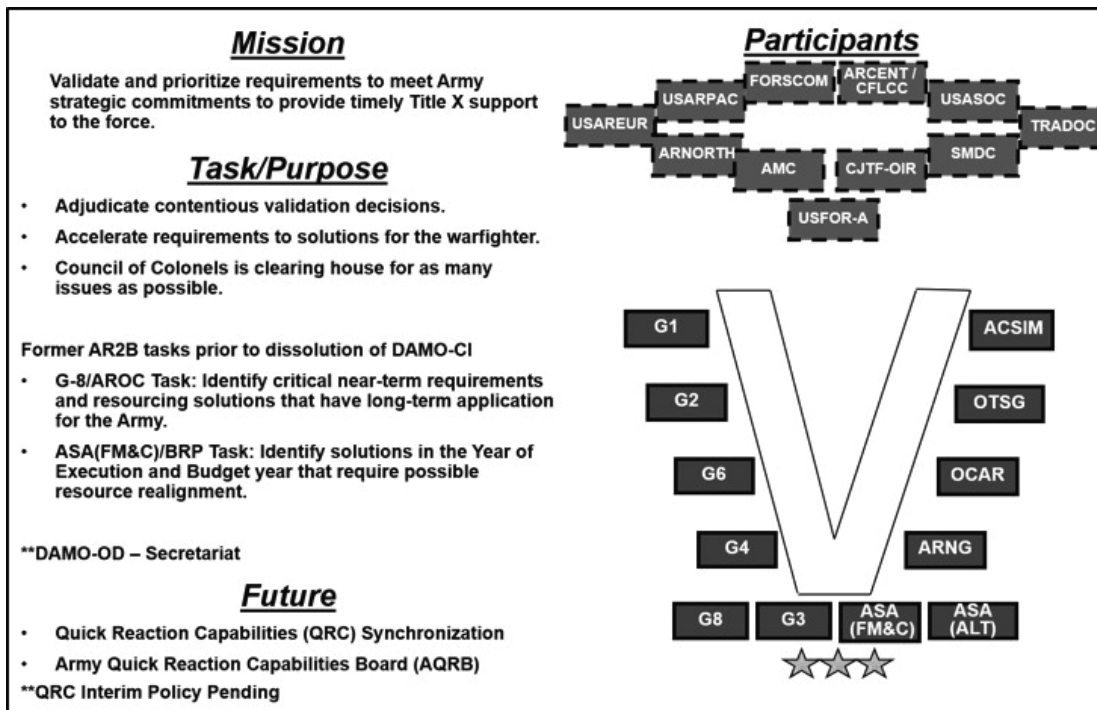 Mission
Validate and prioritize requirements to meet Army
strategic commitments to provide timely Title X support
to the force.
Task/Purpose
• Adjudicate contentious validation decisions.
• Accelerate requirements to solutions for the warfighter.
• Council of Colonels is clearing house for as many
issues as possible.
Former AR2B tasks prior to dissolution of DAMO-CI
• G-8/AROC Task: Identify critical near-term requirements
and resourcing solutions that have long-term application
for the Army.
• ASA(FM&C)/BRP Task: Identify solutions in the Year of
Execution and Budget year that require possible
resource realignment.
**DAMO-OD – Secretariat
Future
• Quick Reaction Capabilities (QRC) Synchronization
• Army Quick Reaction Capabilities Board (AQRB)
**QRC Interim Policy Pending
Participants
FORSCOM
ARCENT /
CFLCC
USARPAC
USASOC
USAREUR
TRADOC
ARNORTH
SMDC
AMC
CJTF-OIR
USFOR-A
G1
ACSIM
G2
OTSG
G6
OCAR
G4
ARNG
G8
G3
ASA
(FM&C)
ASA
(ALT)